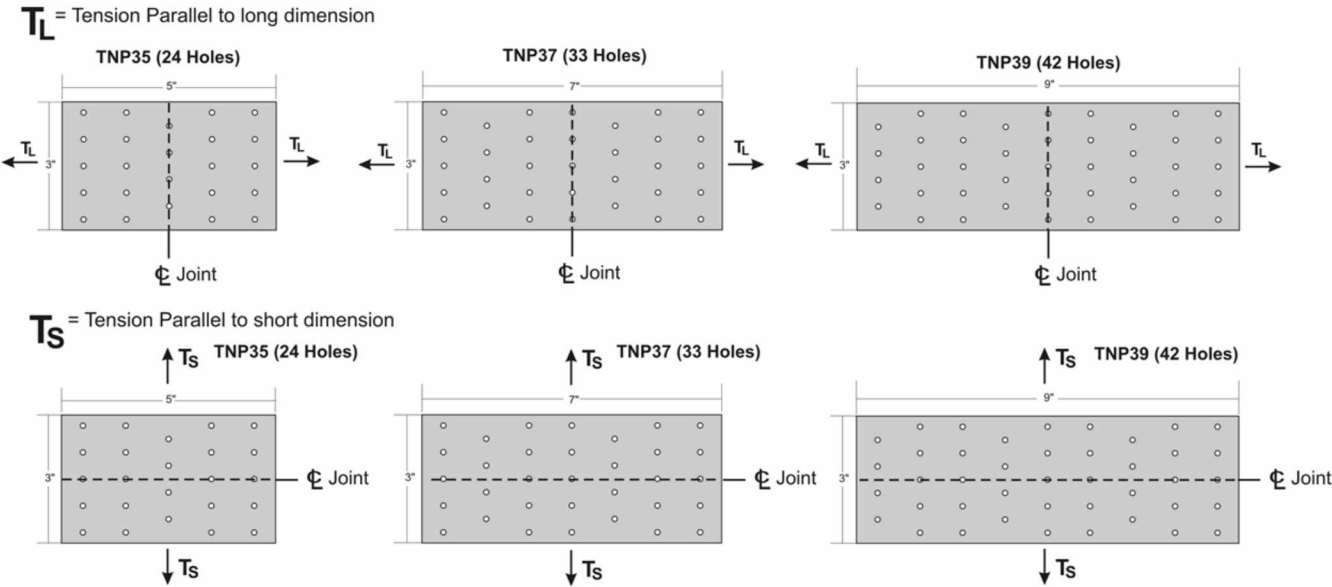 TL = Tension Parallel to long dimension
TNP35 (24 Holes)
TNP37 (33 Holes)
TNP39 (42 Holes)
5"
7"
9"
TL
3"
TL
TL
3"
TL
TL
3"
TL
℄ Joint
℄ Joint
℄ Joint
TS = Tension Parallel to short dimension
TS
TNP35 (24 Holes)
TS
TNP37 (33 Holes)
TS
TNP39 (42 Holes)
5"
7"
9"
3"
℄ Joint
3"
℄ Joint
3"
℄ Joint
TS
TS
TS